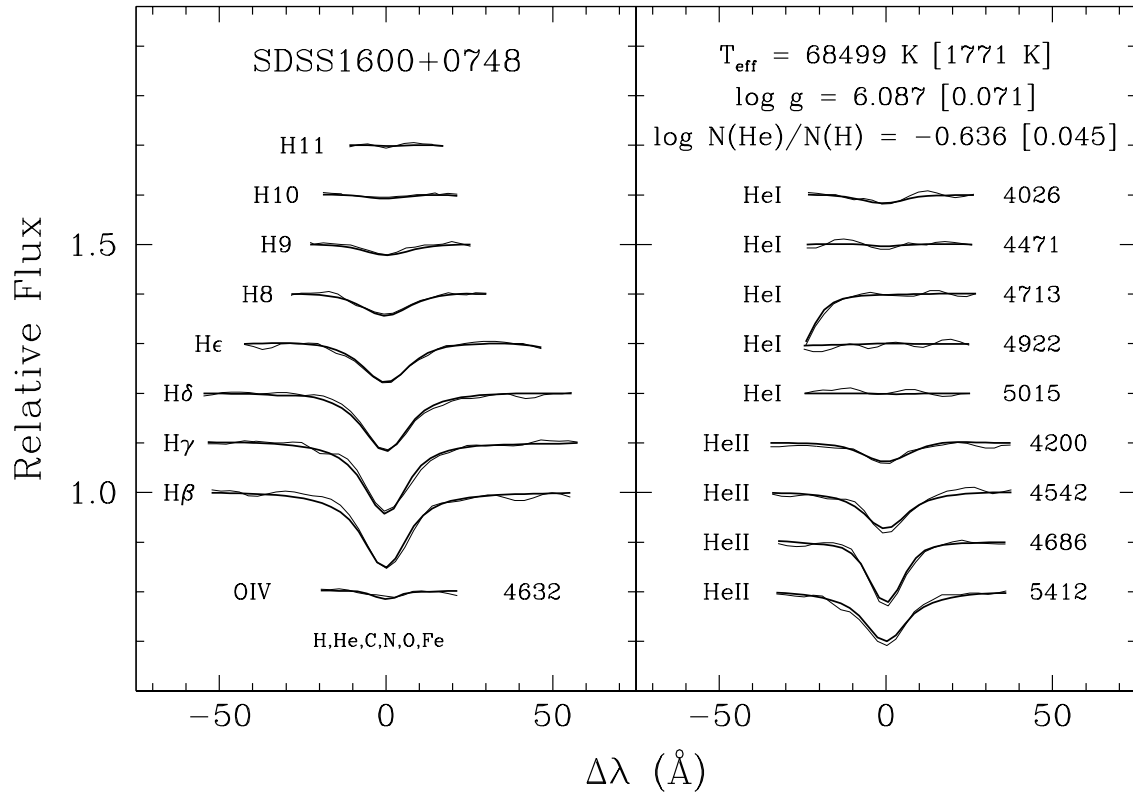 SDSS1600+0748
H11
H10
H9
H8
Hϵ
Hδ
Hγ
Hβ
OIV 4632
H,He,C,N,O,Fe
T_eff = 68499 K [1771 K]
log g = 6.087 [0.071]
log N(He)/N(H) = −0.636 [0.045]
HeI 4026
HeI 4471
HeI 4713
HeI 4922
HeI 5015
HeII 4200
HeII 4542
HeII 4686
HeII 5412
Relative Flux
1.5
1.0
−50 0 50
−50 0 50
Δλ (Å)